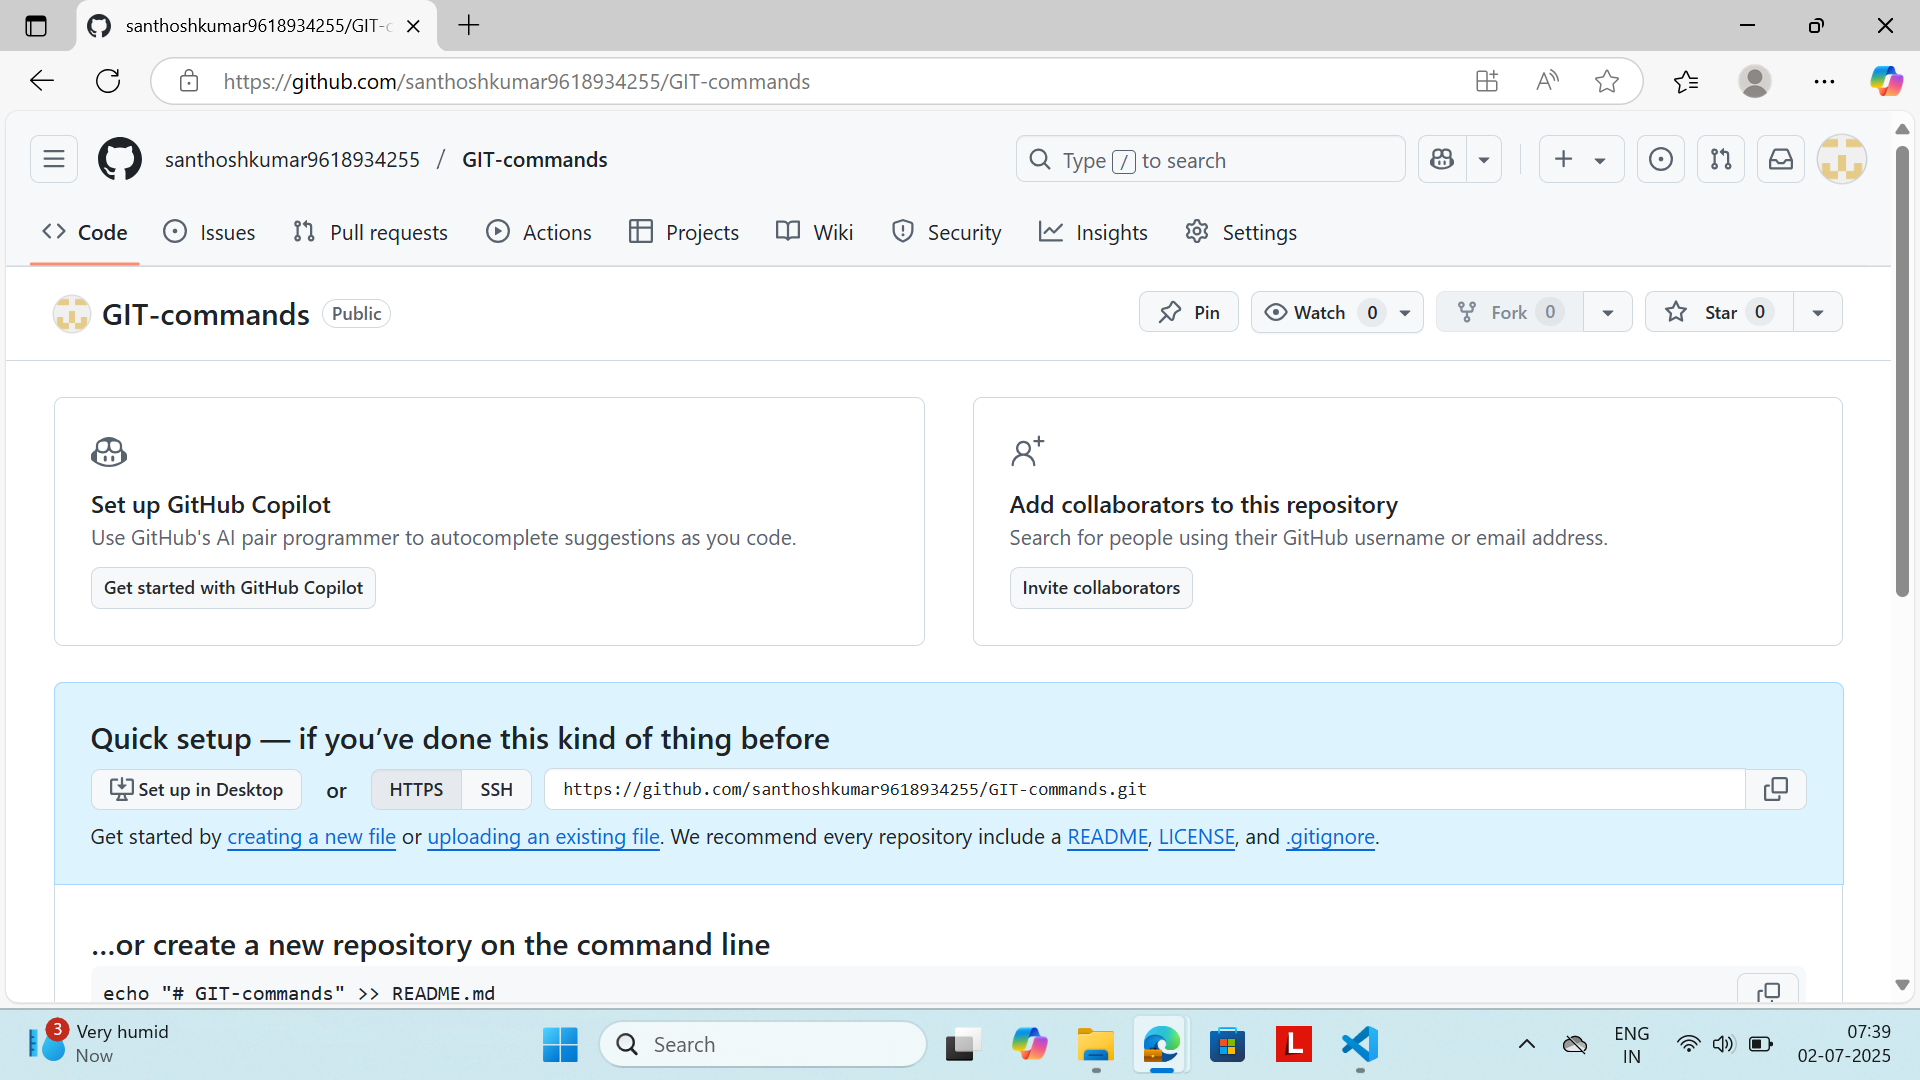 santhoshkumar9618934255/GIT-c
https://github.com/santhoshkumar9618934255/GIT-commands
santhoshkumar9618934255 / GIT-commands
Type / to search
Code Issues Pull requests Actions Projects Wiki Security Insights Settings
GIT-commands Public
Pin Watch 0 Fork 0 Star 0
Set up GitHub Copilot
Use GitHub's AI pair programmer to autocomplete suggestions as you code.
Get started with GitHub Copilot
Add collaborators to this repository
Search for people using their GitHub username or email address.
Invite collaborators
Quick setup — if you’ve done this kind of thing before
Set up in Desktop or HTTPS SSH https://github.com/santhoshkumar9618934255/GIT-commands.git
Get started by creating a new file or uploading an existing file. We recommend every repository include a README, LICENSE, and .gitignore.
…or create a new repository on the command line
echo "# GIT-commands" >> README.md
3 Very humid
Now
Search
L
ENG
IN
07:39
02-07-2025